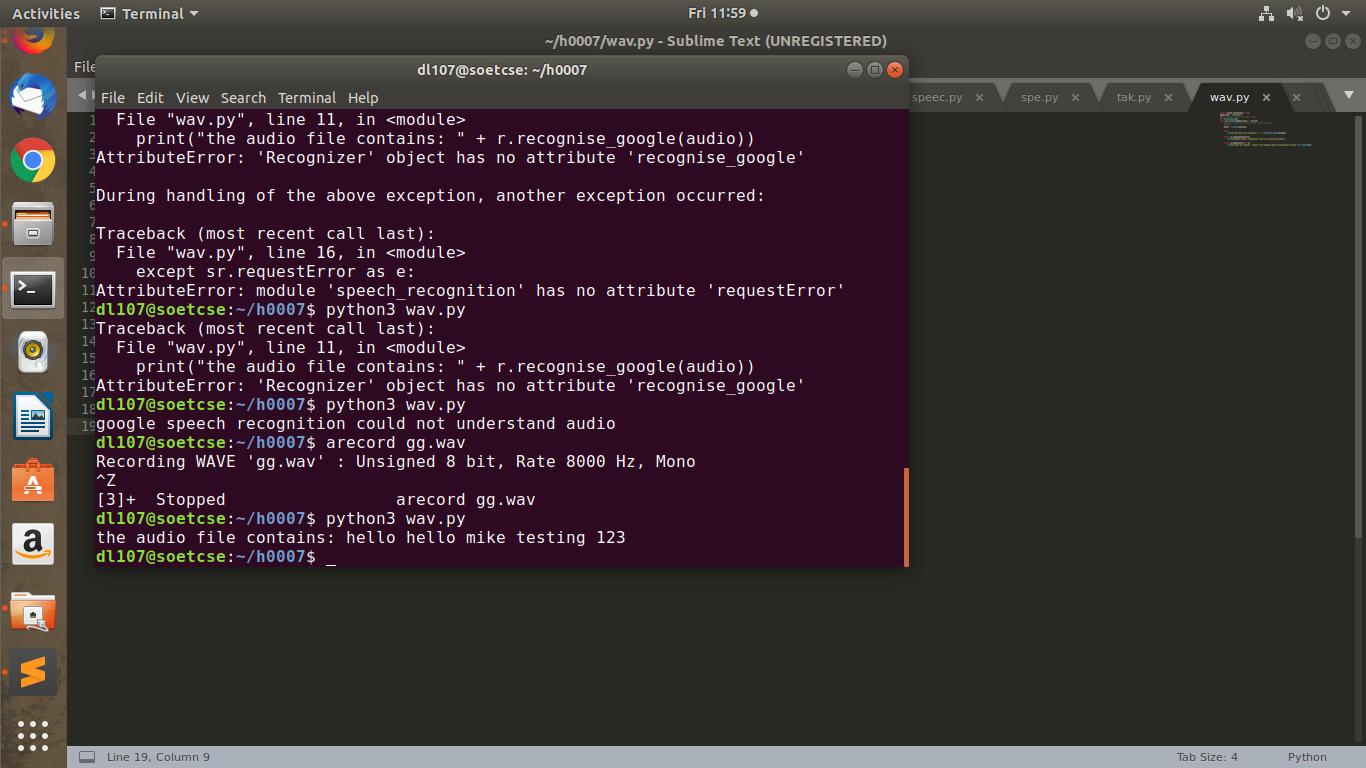 Activities
Terminal
Fri 11:59
~/h0007/wav.py - Sublime Text (UNREGISTERED)
File
dl107@soetcse: ~/h0007
File Edit View Search Terminal Help
speec.py
spe.py
tak.py
wav.py
1
2
3
4
5
6
7
8
9
10
11
12
13
14
15
16
17
18
19
File "wav.py", line 11, in <module>
print("the audio file contains: " + r.recognise_google(audio))
AttributeError: 'Recognizer' object has no attribute 'recognise_google'
During handling of the above exception, another exception occurred:
Traceback (most recent call last):
File "wav.py", line 16, in <module>
except sr.requestError as e:
AttributeError: module 'speech_recognition' has no attribute 'requestError'
dl107@soetcse:~/h0007$ python3 wav.py
Traceback (most recent call last):
File "wav.py", line 11, in <module>
print("the audio file contains: " + r.recognise_google(audio))
AttributeError: 'Recognizer' object has no attribute 'recognise_google'
dl107@soetcse:~/h0007$ python3 wav.py
google speech recognition could not understand audio
dl107@soetcse:~/h0007$ arecord gg.wav
Recording WAVE 'gg.wav' : Unsigned 8 bit, Rate 8000 Hz, Mono
^Z
[3]+  Stopped                 arecord gg.wav
dl107@soetcse:~/h0007$ python3 wav.py
the audio file contains: hello hello mike testing 123
dl107@soetcse:~/h0007$ _
Line 19, Column 9
Tab Size: 4
Python